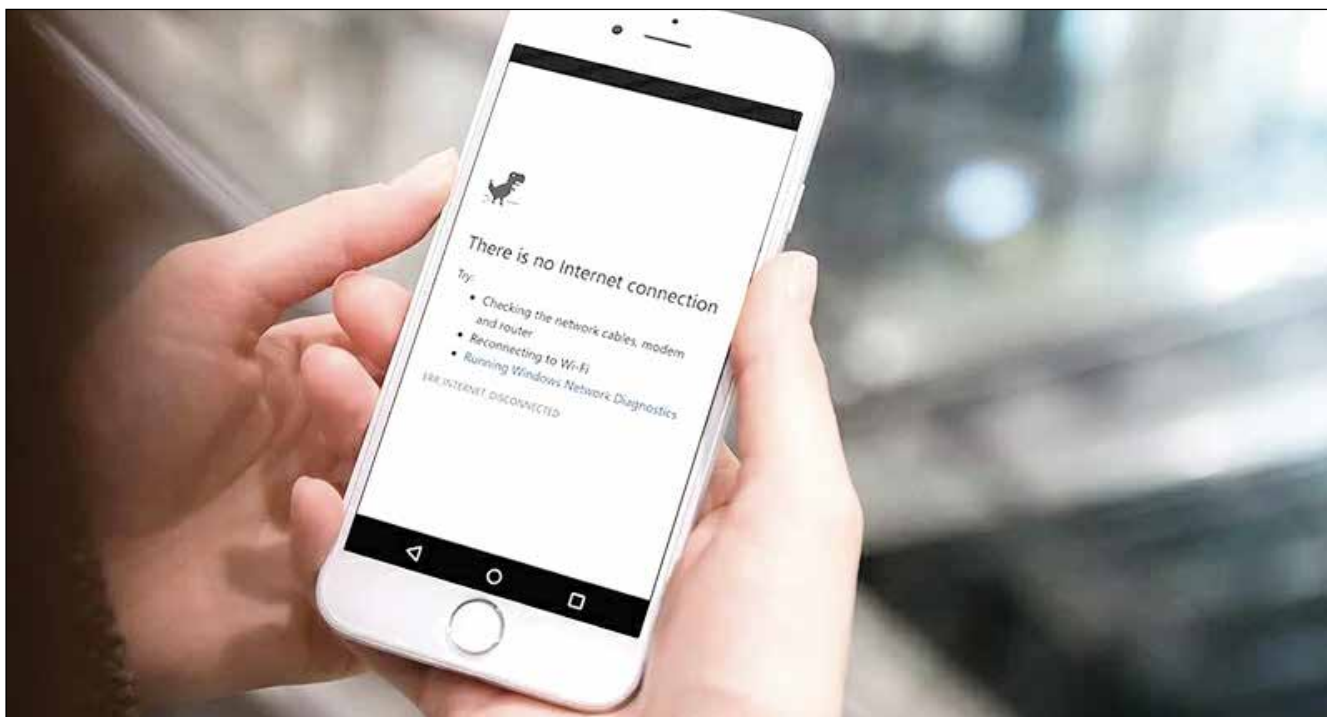 There is no Internet connection
Try:
• Checking the network cables, modem
and router
• Reconnecting to Wi-Fi
• Running Windows Network Diagnostics
ERR_INTERNET_DISCONNECTED